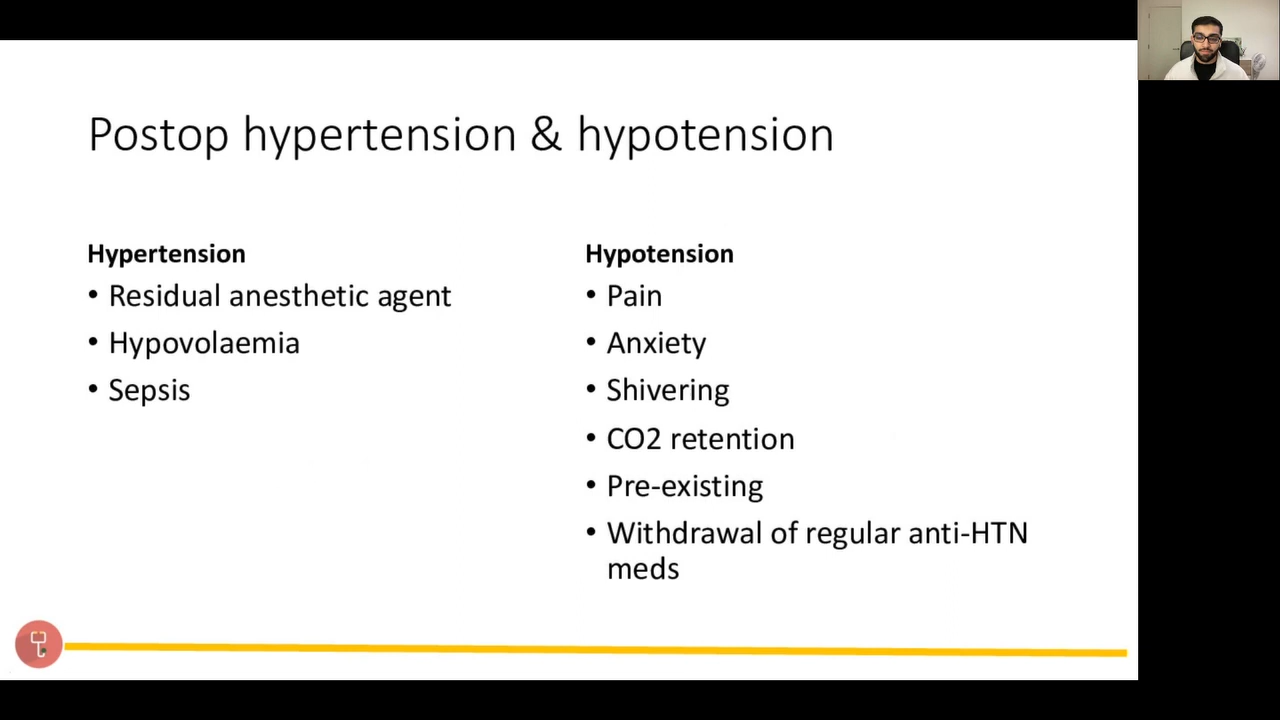 Postop hypertension & hypotension
Hypertension
• Residual anesthetic agent
• Hypovolaemia
• Sepsis
Hypotension
• Pain
• Anxiety
• Shivering
• CO2 retention
• Pre-existing
• Withdrawal of regular anti-HTN
meds